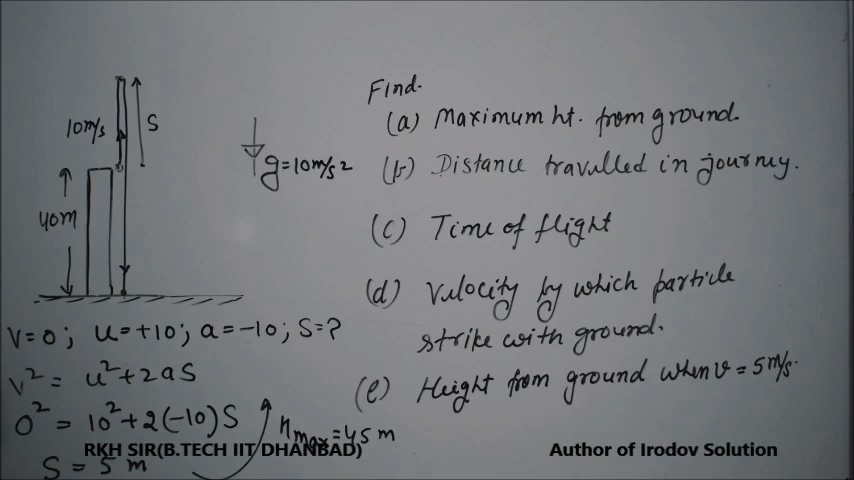 10m/s
S
40m
g=10m/s2
V=0; u=+10; a=-10; S=?
V² = u²+2aS
0² = 10²+2(-10)S
S = 5 m
Hmax=45m
Find.
(a) Maximum ht. from ground.
(b) Distance travelled in journey.
(c) Time of flight
(d) Velocity by which particle
strike with ground.
(e) Height from ground when v = 5m/s.
RKH SIR(B.TECH IIT DHANBAD)
Author of Irodov Solution